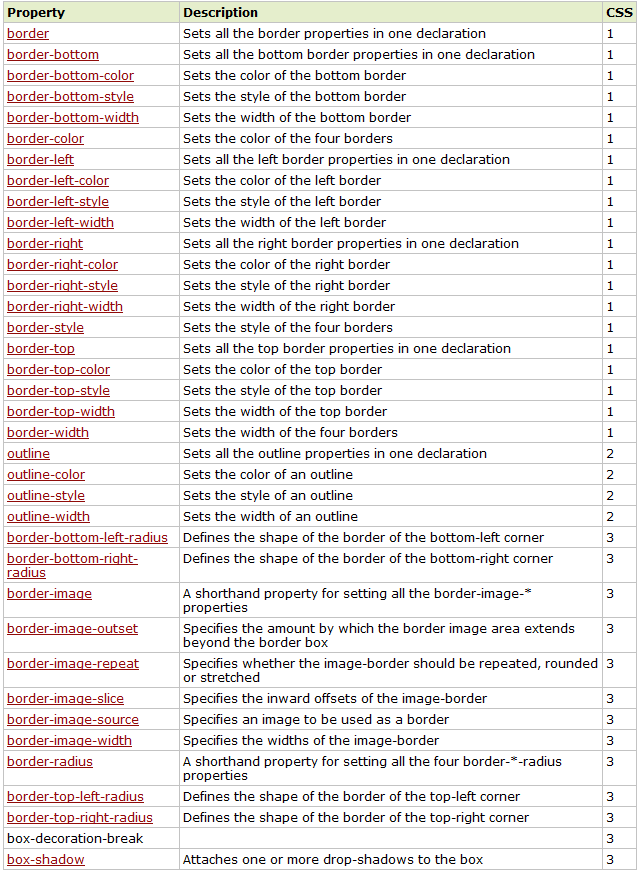 Property Description CSS
border Sets all the border properties in one declaration 1
border-bottom Sets all the bottom border properties in one declaration 1
border-bottom-color Sets the color of the bottom border 1
border-bottom-style Sets the style of the bottom border 1
border-bottom-width Sets the width of the bottom border 1
border-color Sets the color of the four borders 1
border-left Sets all the left border properties in one declaration 1
border-left-color Sets the color of the left border 1
border-left-style Sets the style of the left border 1
border-left-width Sets the width of the left border 1
border-right Sets all the right border properties in one declaration 1
border-right-color Sets the color of the right border 1
border-right-style Sets the style of the right border 1
border-right-width Sets the width of the right border 1
border-style Sets the style of the four borders 1
border-top Sets all the top border properties in one declaration 1
border-top-color Sets the color of the top border 1
border-top-style Sets the style of the top border 1
border-top-width Sets the width of the top border 1
border-width Sets the width of the four borders 1
outline Sets all the outline properties in one declaration 2
outline-color Sets the color of an outline 2
outline-style Sets the style of an outline 2
outline-width Sets the width of an outline 2
border-bottom-left-radius Defines the shape of the border of the bottom-left corner 3
border-bottom-right- Defines the shape of the border of the bottom-right corner 3
radius
border-image A shorthand property for setting all the border-image-* 3
properties
border-image-outset Specifies the amount by which the border image area extends 3
beyond the border box
border-image-repeat Specifies whether the image-border should be repeated, rounded 3
or stretched
border-image-slice Specifies the inward offsets of the image-border 3
border-image-source Specifies an image to be used as a border 3
border-image-width Specifies the widths of the image-border 3
border-radius A shorthand property for setting all the four border-*-radius 3
properties
border-top-left-radius Defines the shape of the border of the top-left corner 3
border-top-right-radius Defines the shape of the border of the top-right corner 3
box-decoration-break 3
box-shadow Attaches one or more drop-shadows to the box 3